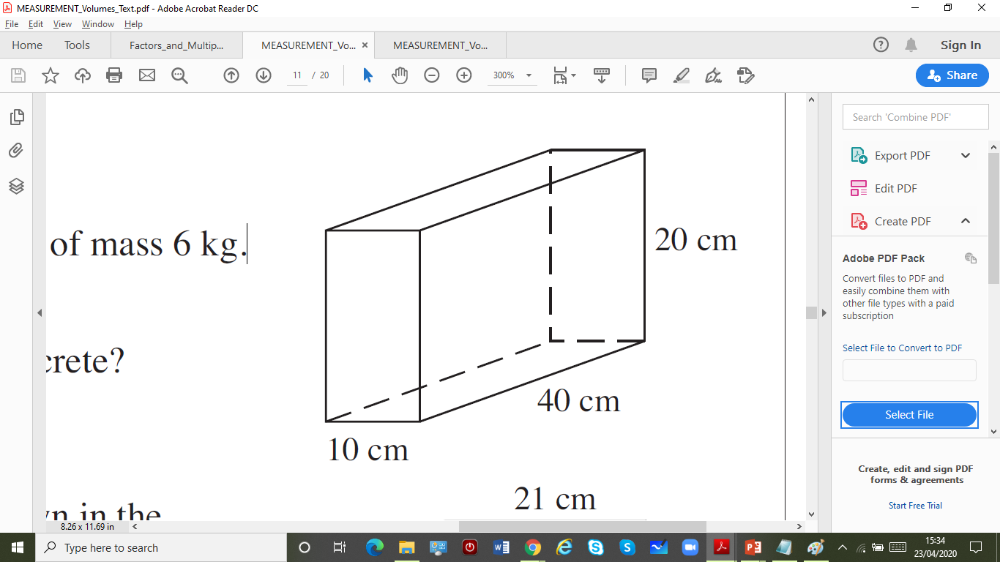 MEASUREMENT_Volumes_Text.pdf - Adobe Acrobat Reader DC
File Edit View Window Help
Home Tools Factors_and_Multip... MEASUREMENT_Vo... × MEASUREMENT_Vo... Sign In
11 / 20 300% Share
Search 'Combine PDF'
Export PDF
Edit PDF
Create PDF
Adobe PDF Pack
Convert files to PDF and
easily combine them with
other file types with a paid
subscription
Select File to Convert to PDF
Select File
Create, edit and sign PDF
forms & agreements
Start Free Trial
of mass 6 kg.
20 cm
crete?
40 cm
10 cm
21 cm
n in the
8.26 x 11.69 in
Type here to search
15:34
23/04/2020